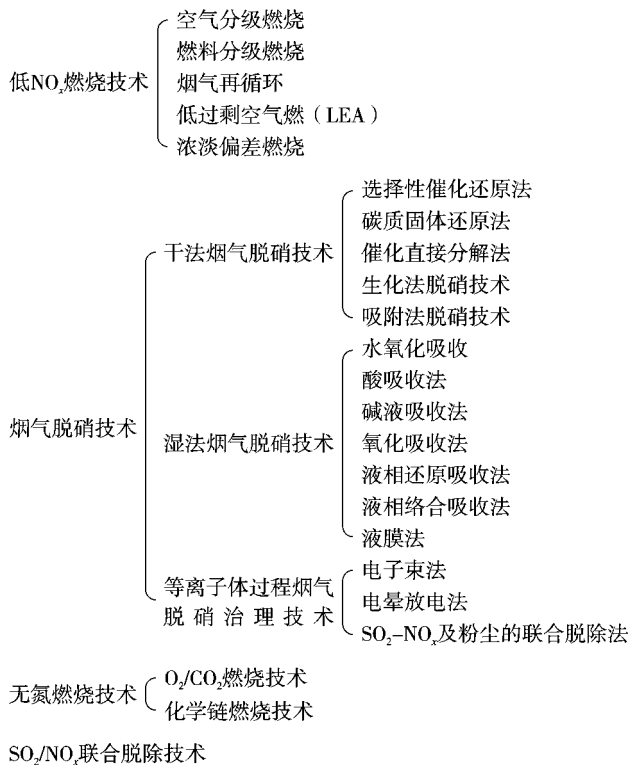 低NOx燃烧技术
空气分级燃烧
燃料分级燃烧
烟气再循环
低过剩空气燃（LEA）
浓淡偏差燃烧
烟气脱硝技术
干法烟气脱硝技术
选择性催化还原法
碳质固体还原法
催化直接分解法
生化法脱硝技术
吸附法脱硝技术
湿法烟气脱硝技术
水氧化吸收
酸吸收法
碱液吸收法
氧化吸收法
液相还原吸收法
液相络合吸收法
液膜法
等离子体过程烟气
脱硝治理技术
电子束法
电晕放电法
SO2-NOx及粉尘的联合脱除法
无氮燃烧技术
O2/CO2燃烧技术
化学链燃烧技术
SO2/NOx联合脱除技术